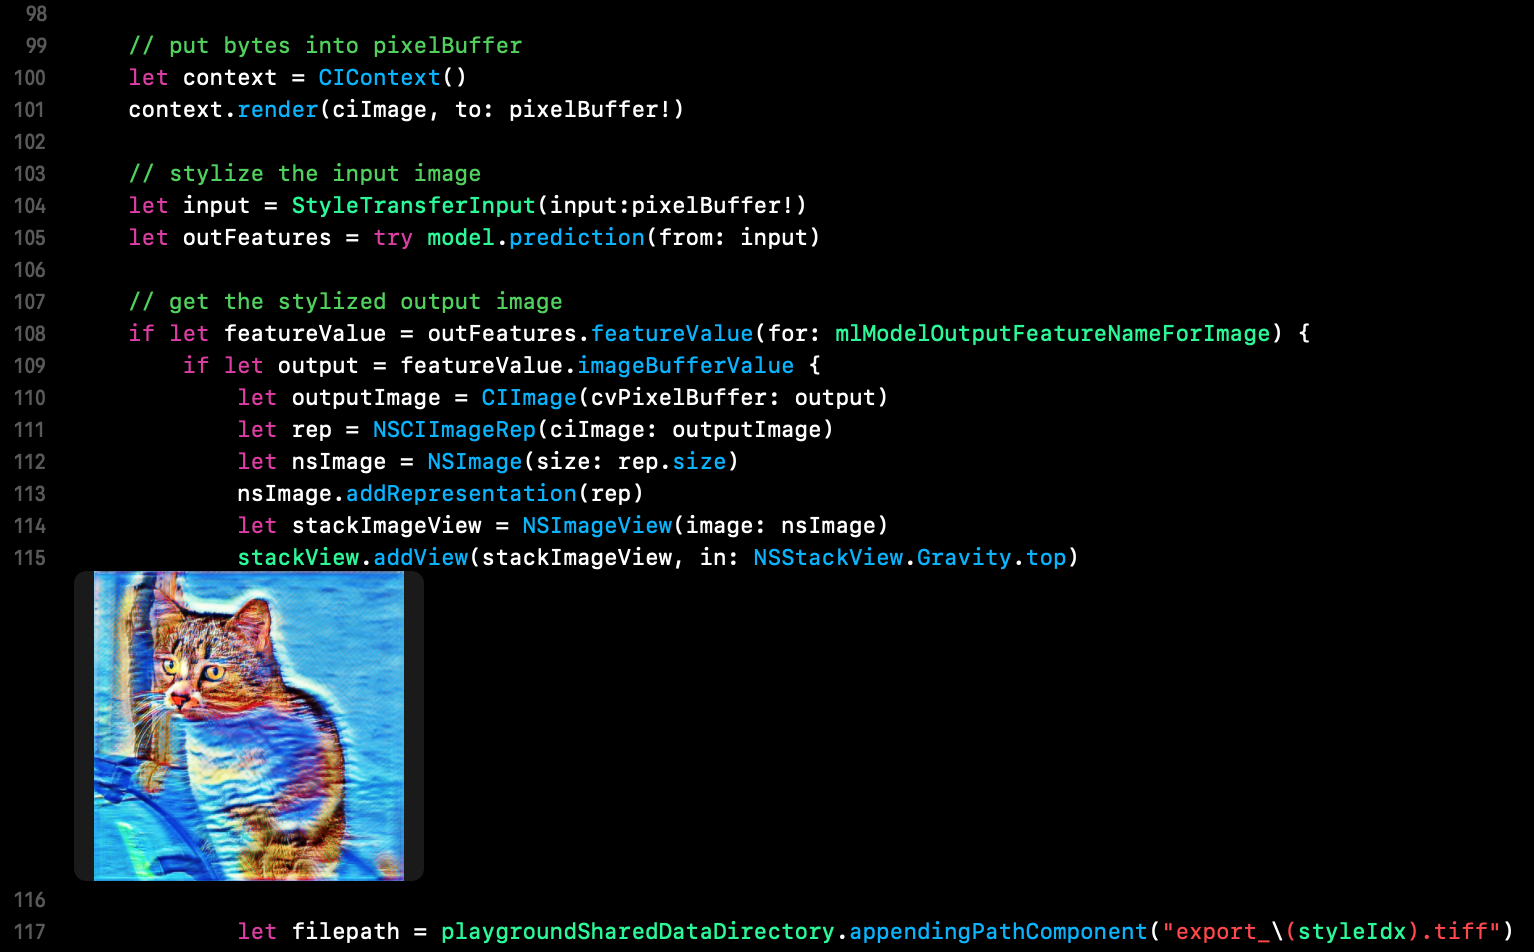 98
99 // put bytes into pixelBuffer
100 let context = CIContext()
101 context.render(ciImage, to: pixelBuffer!)
102
103 // stylize the input image
104 let input = StyleTransferInput(input:pixelBuffer!)
105 let outFeatures = try model.prediction(from: input)
106
107 // get the stylized output image
108 if let featureValue = outFeatures.featureValue(for: mlModelOutputFeatureNameForImage) {
109 if let output = featureValue.imageBufferValue {
110 let outputImage = CIImage(cvPixelBuffer: output)
111 let rep = NSCIImageRep(ciImage: outputImage)
112 let nsImage = NSImage(size: rep.size)
113 nsImage.addRepresentation(rep)
114 let stackImageView = NSImageView(image: nsImage)
115 stackView.addView(stackImageView, in: NSStackView.Gravity.top)
116
117 let filepath = playgroundSharedDataDirectory.appendingPathComponent("export_\(styleIdx).tiff")